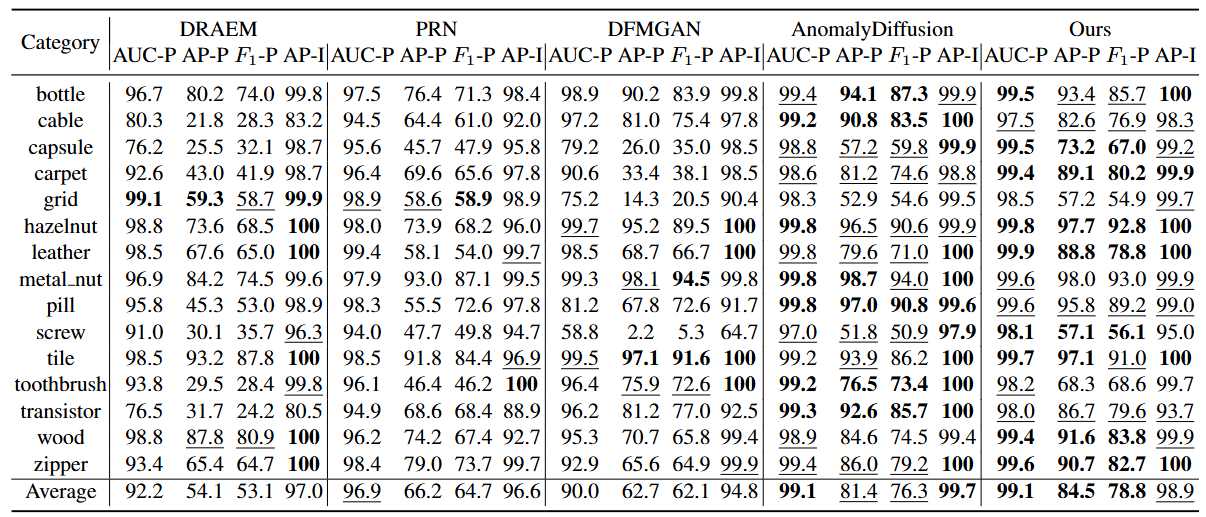 Category DRAEM PRN DFMGAN AnomalyDiffusion Ours
AUC-P AP-P F1-P AP-I AUC-P AP-P F1-P AP-I AUC-P AP-P F1-P AP-I AUC-P AP-P F1-P AP-I AUC-P AP-P F1-P AP-I
bottle 96.7 80.2 74.0 99.8 97.5 76.4 71.3 98.4 98.9 90.2 83.9 99.8 99.4 94.1 87.3 99.9 99.5 93.4 85.7 100
cable 80.3 21.8 28.3 83.2 94.5 64.4 61.0 92.0 97.2 81.0 75.4 97.8 99.2 90.8 83.5 100 97.5 82.6 76.9 98.3
capsule 76.2 25.5 32.1 98.7 95.6 45.7 47.9 95.8 79.2 26.0 35.0 98.5 98.8 57.2 59.8 99.9 99.5 73.2 67.0 99.2
carpet 92.6 43.0 41.9 98.7 96.4 69.6 65.6 97.8 90.6 33.4 38.1 98.5 98.6 81.2 74.6 98.8 99.4 89.1 80.2 99.9
grid 99.1 59.3 58.7 99.9 98.9 58.6 58.9 98.9 75.2 14.3 20.5 90.4 98.3 52.9 54.6 99.5 98.5 57.2 54.9 99.7
hazelnut 98.8 73.6 68.5 100 98.0 73.9 68.2 96.0 99.7 95.2 89.5 100 99.8 96.5 90.6 99.9 99.8 97.7 92.8 100
leather 98.5 67.6 65.0 100 99.4 58.1 54.0 99.7 98.5 68.7 66.7 100 99.8 79.6 71.0 100 99.9 88.8 78.8 100
metal_nut 96.9 84.2 74.5 99.6 97.9 93.0 87.1 99.5 99.3 98.1 94.5 99.8 99.8 98.7 94.0 100 99.6 98.0 93.0 99.9
pill 95.8 45.3 53.0 98.9 98.3 55.5 72.6 97.8 81.2 67.8 72.6 91.7 99.8 97.0 90.8 99.6 99.6 95.8 89.2 99.0
screw 91.0 30.1 35.7 96.3 94.0 47.7 49.8 94.7 58.8 2.2 5.3 64.7 97.0 51.8 50.9 97.9 98.1 57.1 56.1 95.0
tile 98.5 93.2 87.8 100 98.5 91.8 84.4 96.9 99.5 97.1 91.6 100 99.2 93.9 86.2 100 99.7 97.1 91.0 100
toothbrush 93.8 29.5 28.4 99.8 96.1 46.4 46.2 100 96.4 75.9 72.6 100 99.2 76.5 73.4 100 98.2 68.3 68.6 99.7
transistor 76.5 31.7 24.2 80.5 94.9 68.6 68.4 88.9 96.2 81.2 77.0 92.5 99.3 92.6 85.7 100 98.0 86.7 79.6 93.7
wood 98.8 87.8 80.9 100 96.2 74.2 67.4 92.7 95.3 70.7 65.8 99.4 98.9 84.6 74.5 99.4 99.4 91.6 83.8 99.9
zipper 93.4 65.4 64.7 100 98.4 79.0 73.7 99.7 92.9 65.6 64.9 99.9 99.4 86.0 79.2 100 99.6 90.7 82.7 100
Average 92.2 54.1 53.1 97.0 96.9 66.2 64.7 96.6 90.0 62.7 62.1 94.8 99.1 81.4 76.3 99.7 99.1 84.5 78.8 98.9